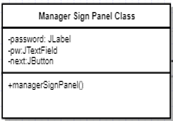 Manager Sign Panel Class
-password: JLabel
-pw:JTextField
-next:JButton
+managerSignPanel()